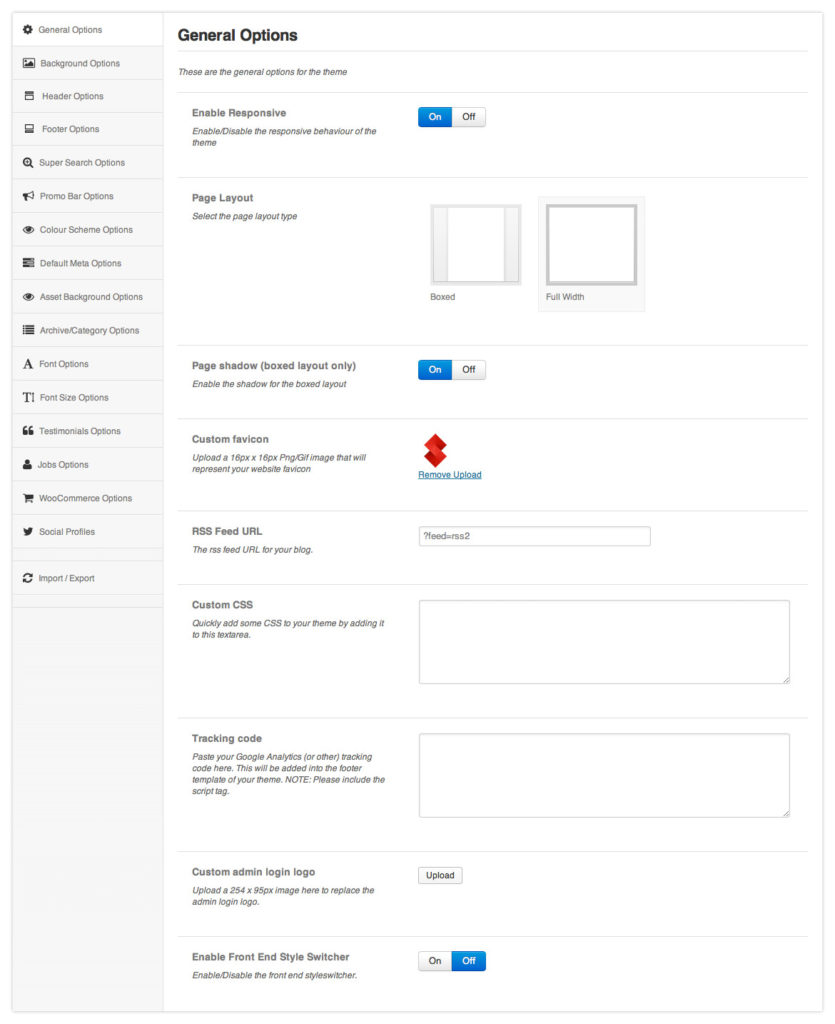 General Options
Background Options
Header Options
Footer Options
Super Search Options
Promo Bar Options
Colour Scheme Options
Default Meta Options
Asset Background Options
Archive/Category Options
Font Options
Font Size Options
Testimonials Options
Jobs Options
WooCommerce Options
Social Profiles
Import / Export
General Options
These are the general options for the theme
Enable Responsive
Enable/Disable the responsive behaviour of the
theme
On Off
Page Layout
Select the page layout type
Boxed
Full Width
Page shadow (boxed layout only)
Enable the shadow for the boxed layout
On Off
Custom favicon
Upload a 16px x 16px Png/Gif image that will
represent your website favicon
Remove Upload
RSS Feed URL
The rss feed URL for your blog.
?feed=rss2
Custom CSS
Quickly add some CSS to your theme by adding it
to this textarea.
Tracking code
Paste your Google Analytics (or other) tracking
code here. This will be added into the footer
template of your theme. NOTE: Please include the
script tag.
Custom admin login logo
Upload a 254 x 95px image here to replace the
admin login logo.
Upload
Enable Front End Style Switcher
Enable/Disable the front end styleswitcher.
On Off